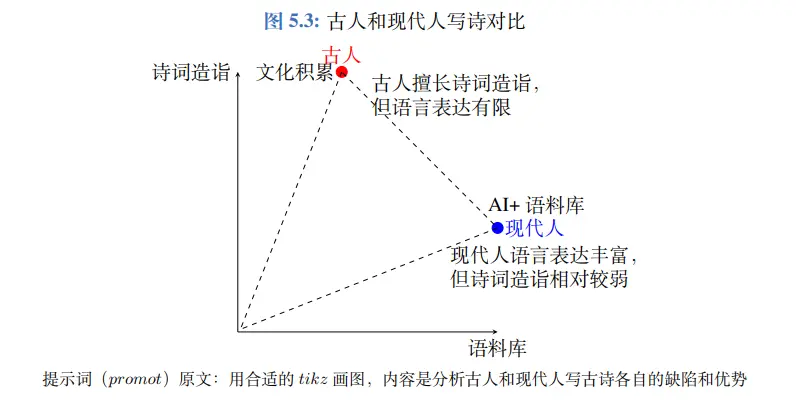 图 5.3: 古人和现代人写诗对比
古人
诗词造诣
文化积累
古人擅长诗词造诣，
但语言表达有限
AI+ 语料库
现代人
现代人语言表达丰富，
但诗词造诣相对较弱
语料库
提示词（promot）原文：用合适的 tikz 画图，内容是分析古人和现代人写古诗各自的缺陷和优势